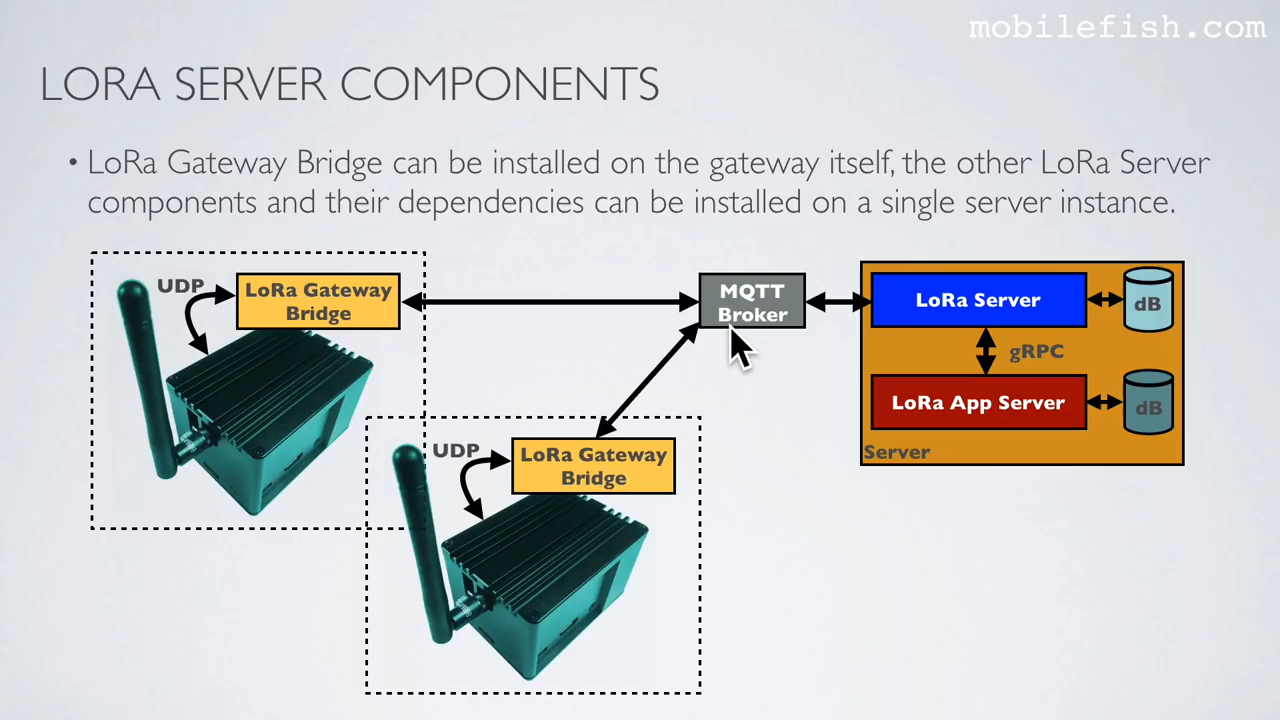 mobilefish.com
LORA SERVER COMPONENTS
• LoRa Gateway Bridge can be installed on the gateway itself, the other LoRa Server
components and their dependencies can be installed on a single server instance.
UDP
LoRa Gateway
Bridge
MQTT
Broker
LoRa Server
dB
gRPC
LoRa App Server
dB
Server
UDP
LoRa Gateway
Bridge